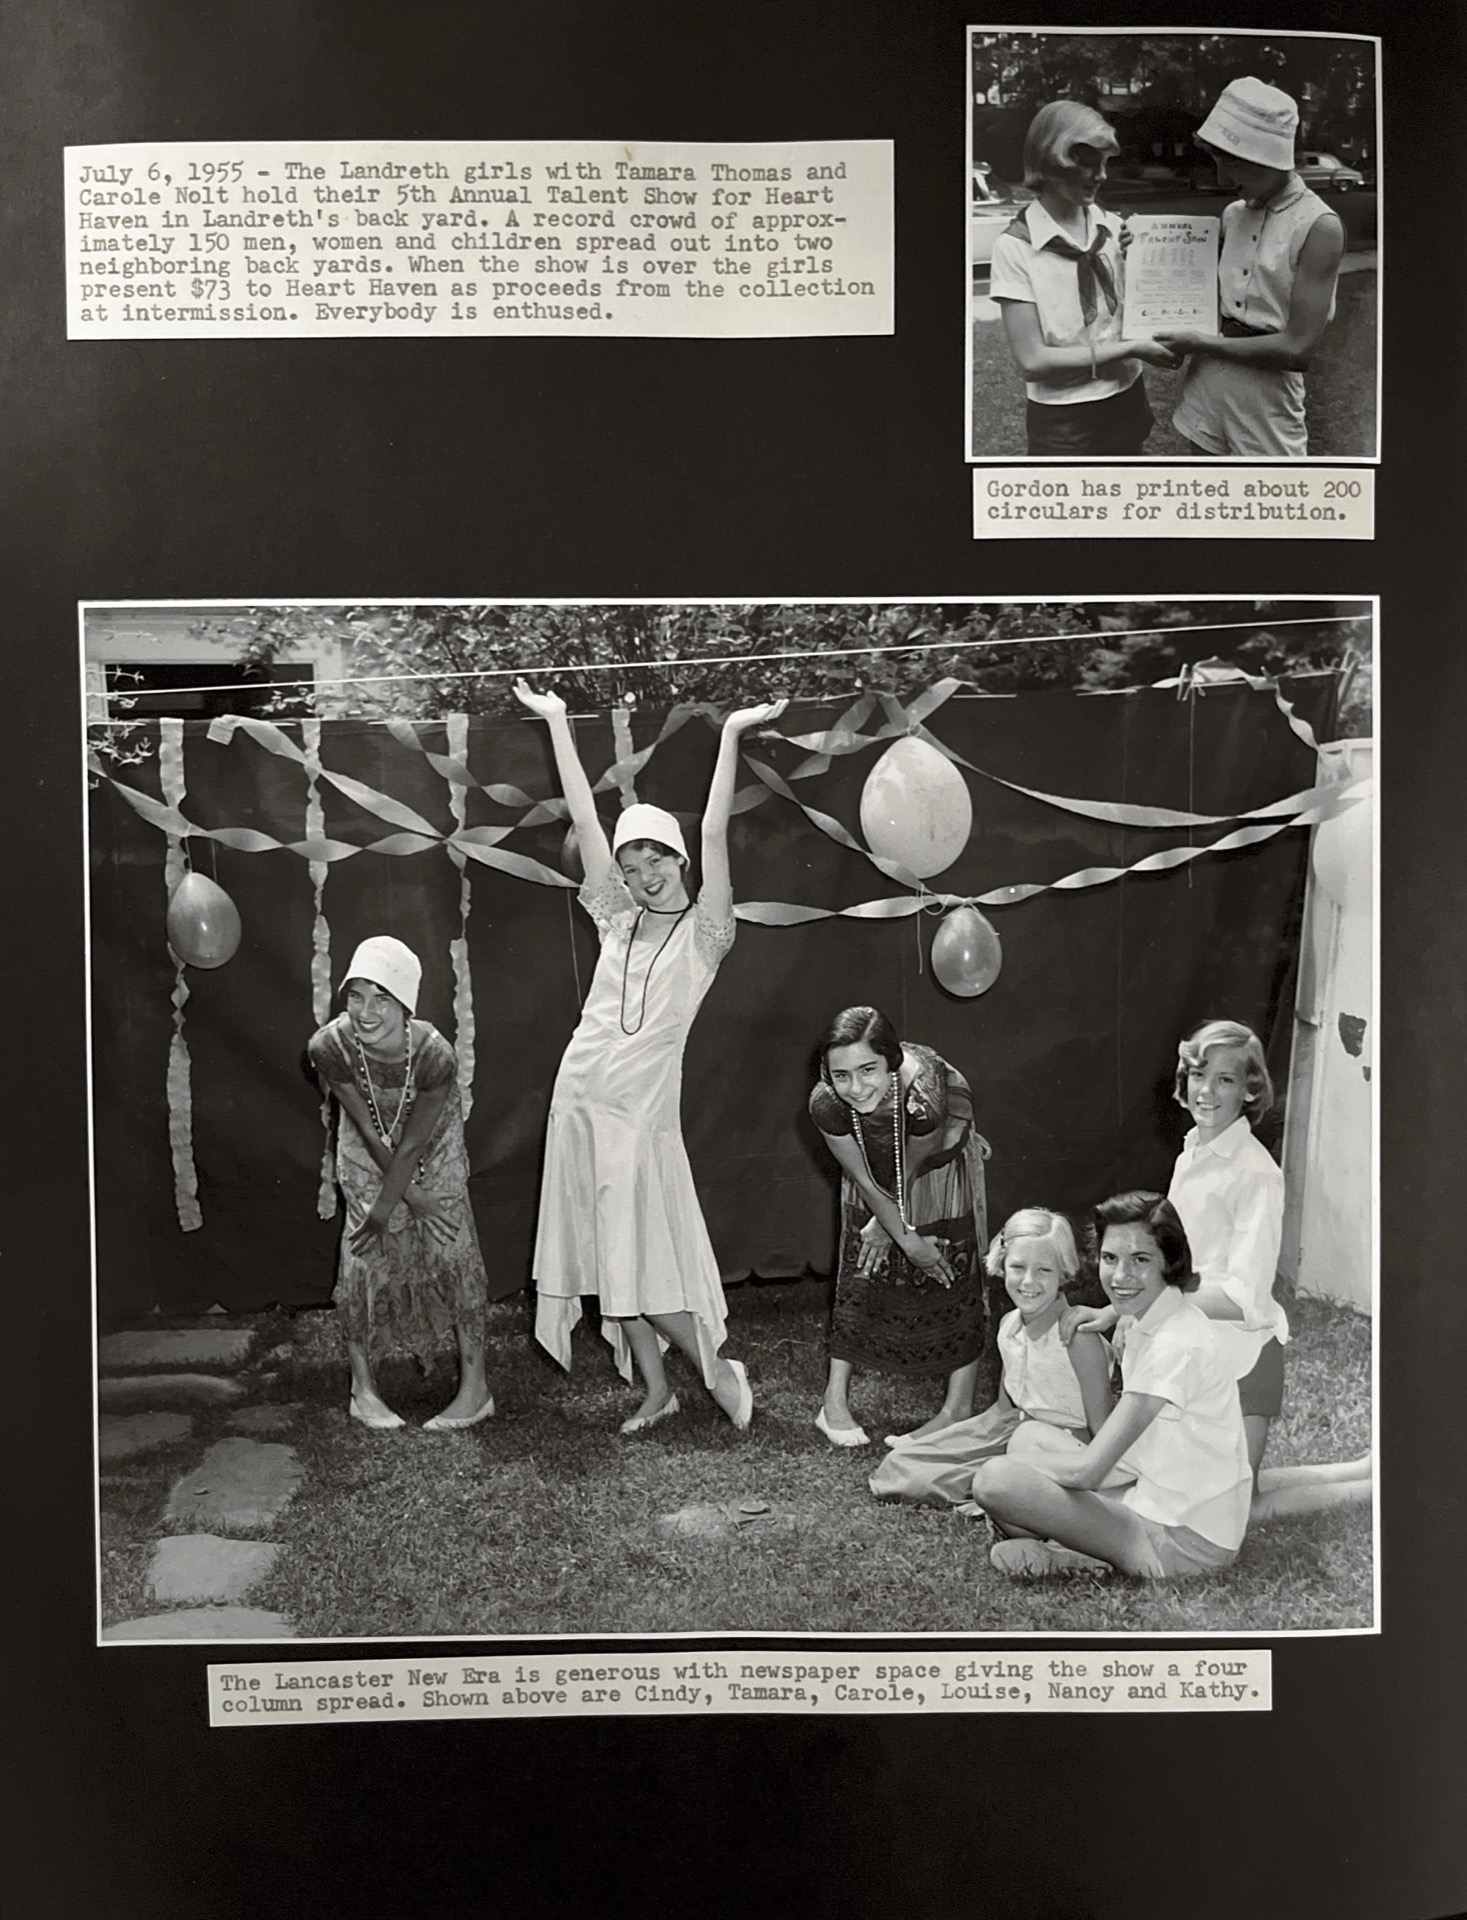 July 6, 1955 - The Landreth girls with Tamara Thomas and
Carole Nolt hold their 5th Annual Talent Show for Heart
Haven in Landreth's back yard. A record crowd of approx-
imately 150 men, women and children spread out into two
neighboring back yards. When the show is over the girls
present $73 to Heart Haven as proceeds from the collection
at intermission. Everybody is enthused.
ANNUAL
Talent Show
Gordon has printed about 200
circulars for distribution.
The Lancaster New Era is generous with newspaper space giving the show a four
column spread. Shown above are Cindy, Tamara, Carole, Louise, Nancy and Kathy.